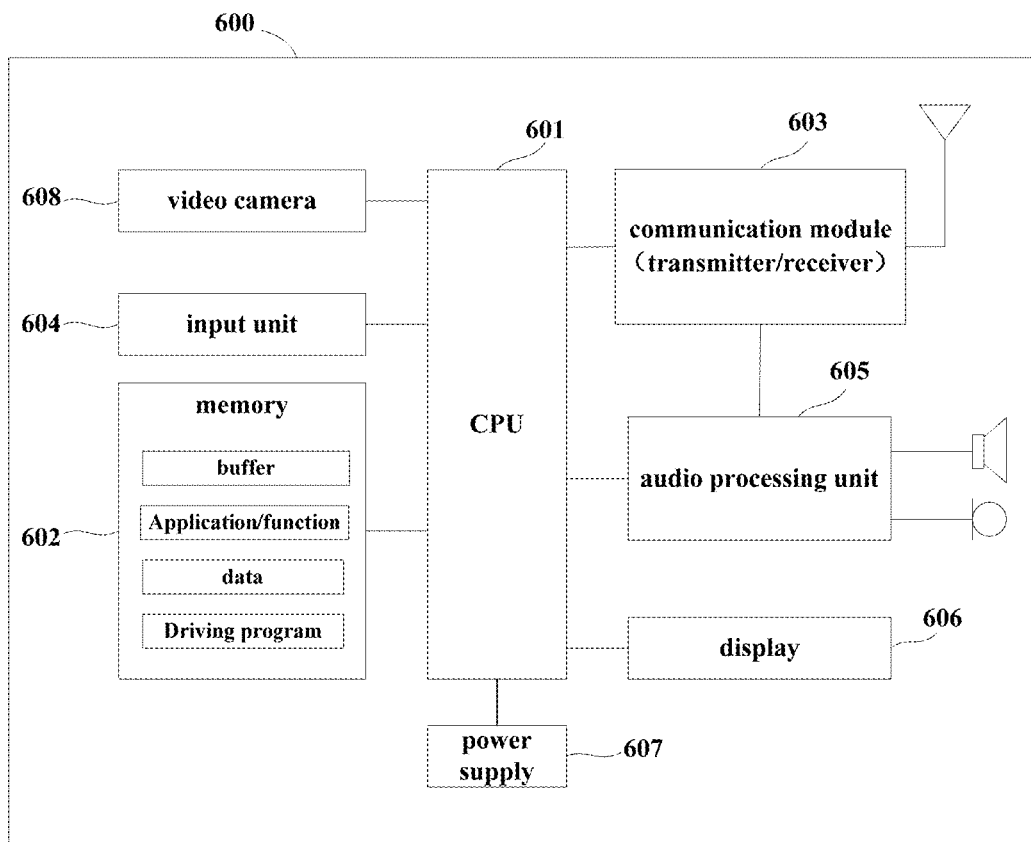 600
601
603
608
video camera
communication module
（transmitter/receiver）
604
input unit
605
memory
CPU
buffer
audio processing unit
Application/function
602
data
Driving program
606
display
power
supply
607